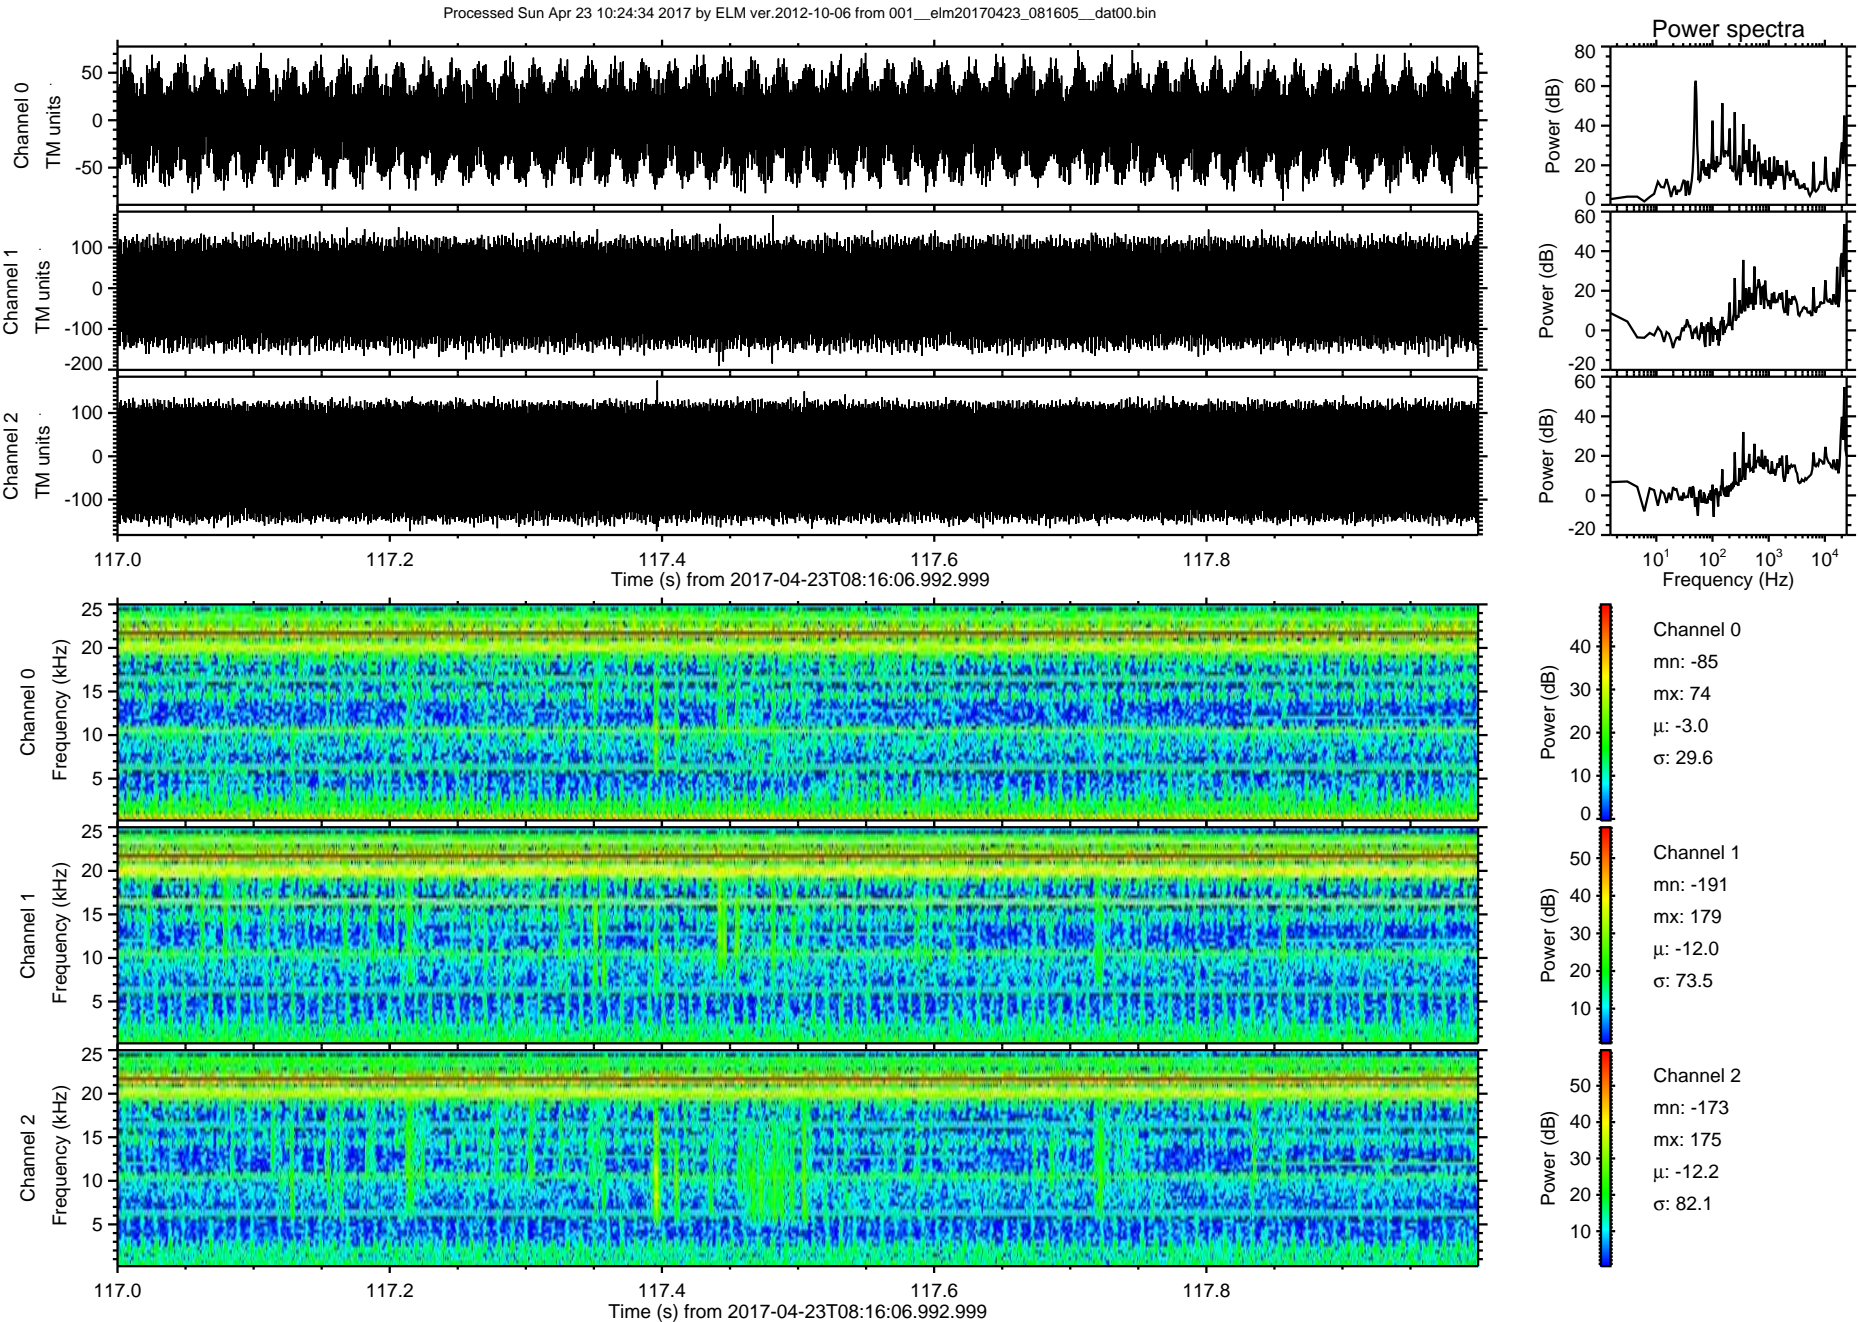 Processed Sun Apr 23 10:24:34 2017 by ELM ver.2012-10-06 from 001__elm20170423_081605__dat00.bin
Power spectra
Channel 0
TM units
50
0
-50
Power (dB)
80
60
40
20
0
Channel 1
TM units
100
0
-100
-200
Power (dB)
60
40
20
0
-20
Channel 2
TM units
100
0
-100
Power (dB)
60
40
20
0
-20
117.0 117.2 117.4 117.6 117.8
Time (s) from 2017-04-23T08:16:06.992.999
10¹ 10² 10³ 10⁴
Frequency (Hz)
Channel 0
Frequency (kHz)
25
20
15
10
5
Power (dB)
40
30
20
10
0
Channel 0
mn: -85
mx: 74
µ: -3.0
σ: 29.6
Channel 1
Frequency (kHz)
25
20
15
10
5
Power (dB)
50
40
30
20
10
Channel 1
mn: -191
mx: 179
µ: -12.0
σ: 73.5
Channel 2
Frequency (kHz)
25
20
15
10
5
Power (dB)
50
40
30
20
10
Channel 2
mn: -173
mx: 175
µ: -12.2
σ: 82.1
117.0 117.2 117.4 117.6 117.8
Time (s) from 2017-04-23T08:16:06.992.999